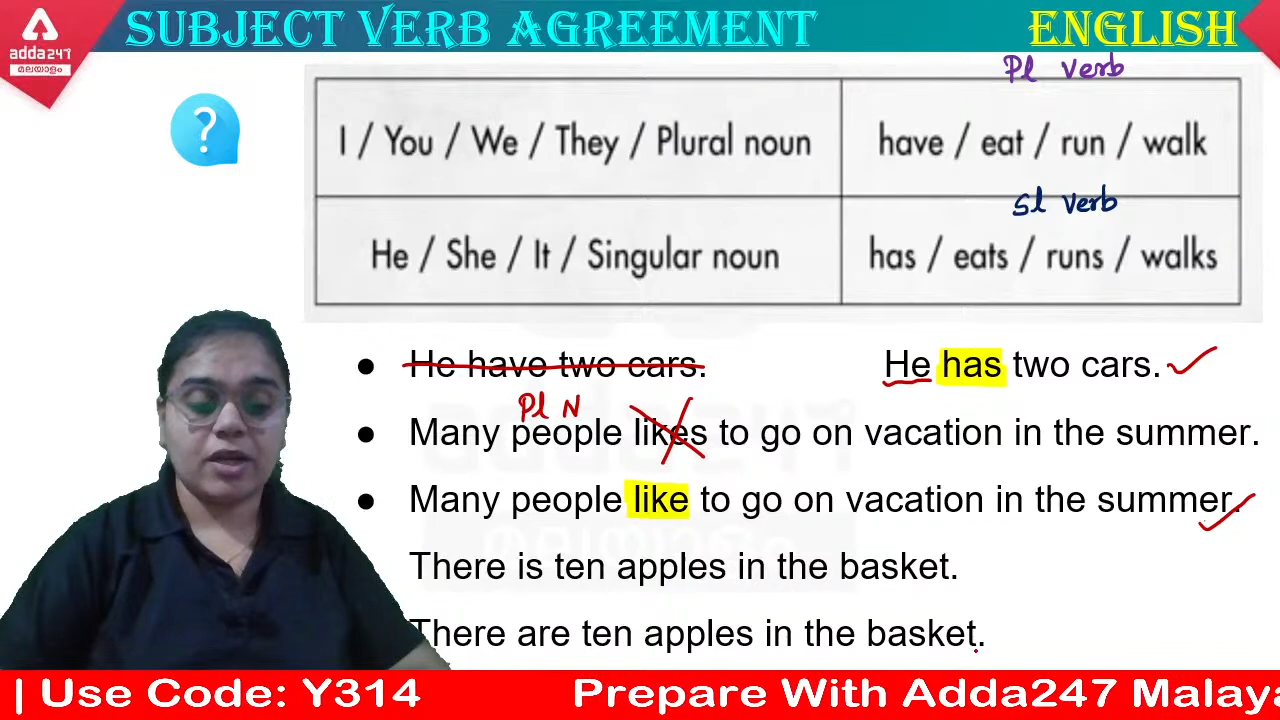 SUBJECT VERB AGREEMENT
ENGLISH
adda247
മലയാളം
Pl verb
I / You / We / They / Plural noun
have / eat / run / walk
Sl verb
He / She / It / Singular noun
has / eats / runs / walks
He have two cars.
He has two cars.
Pl N
Many people likes to go on vacation in the summer.
Many people like to go on vacation in the summer.
There is ten apples in the basket.
There are ten apples in the basket.
| Use Code: Y314
Prepare With Adda247 Malaya